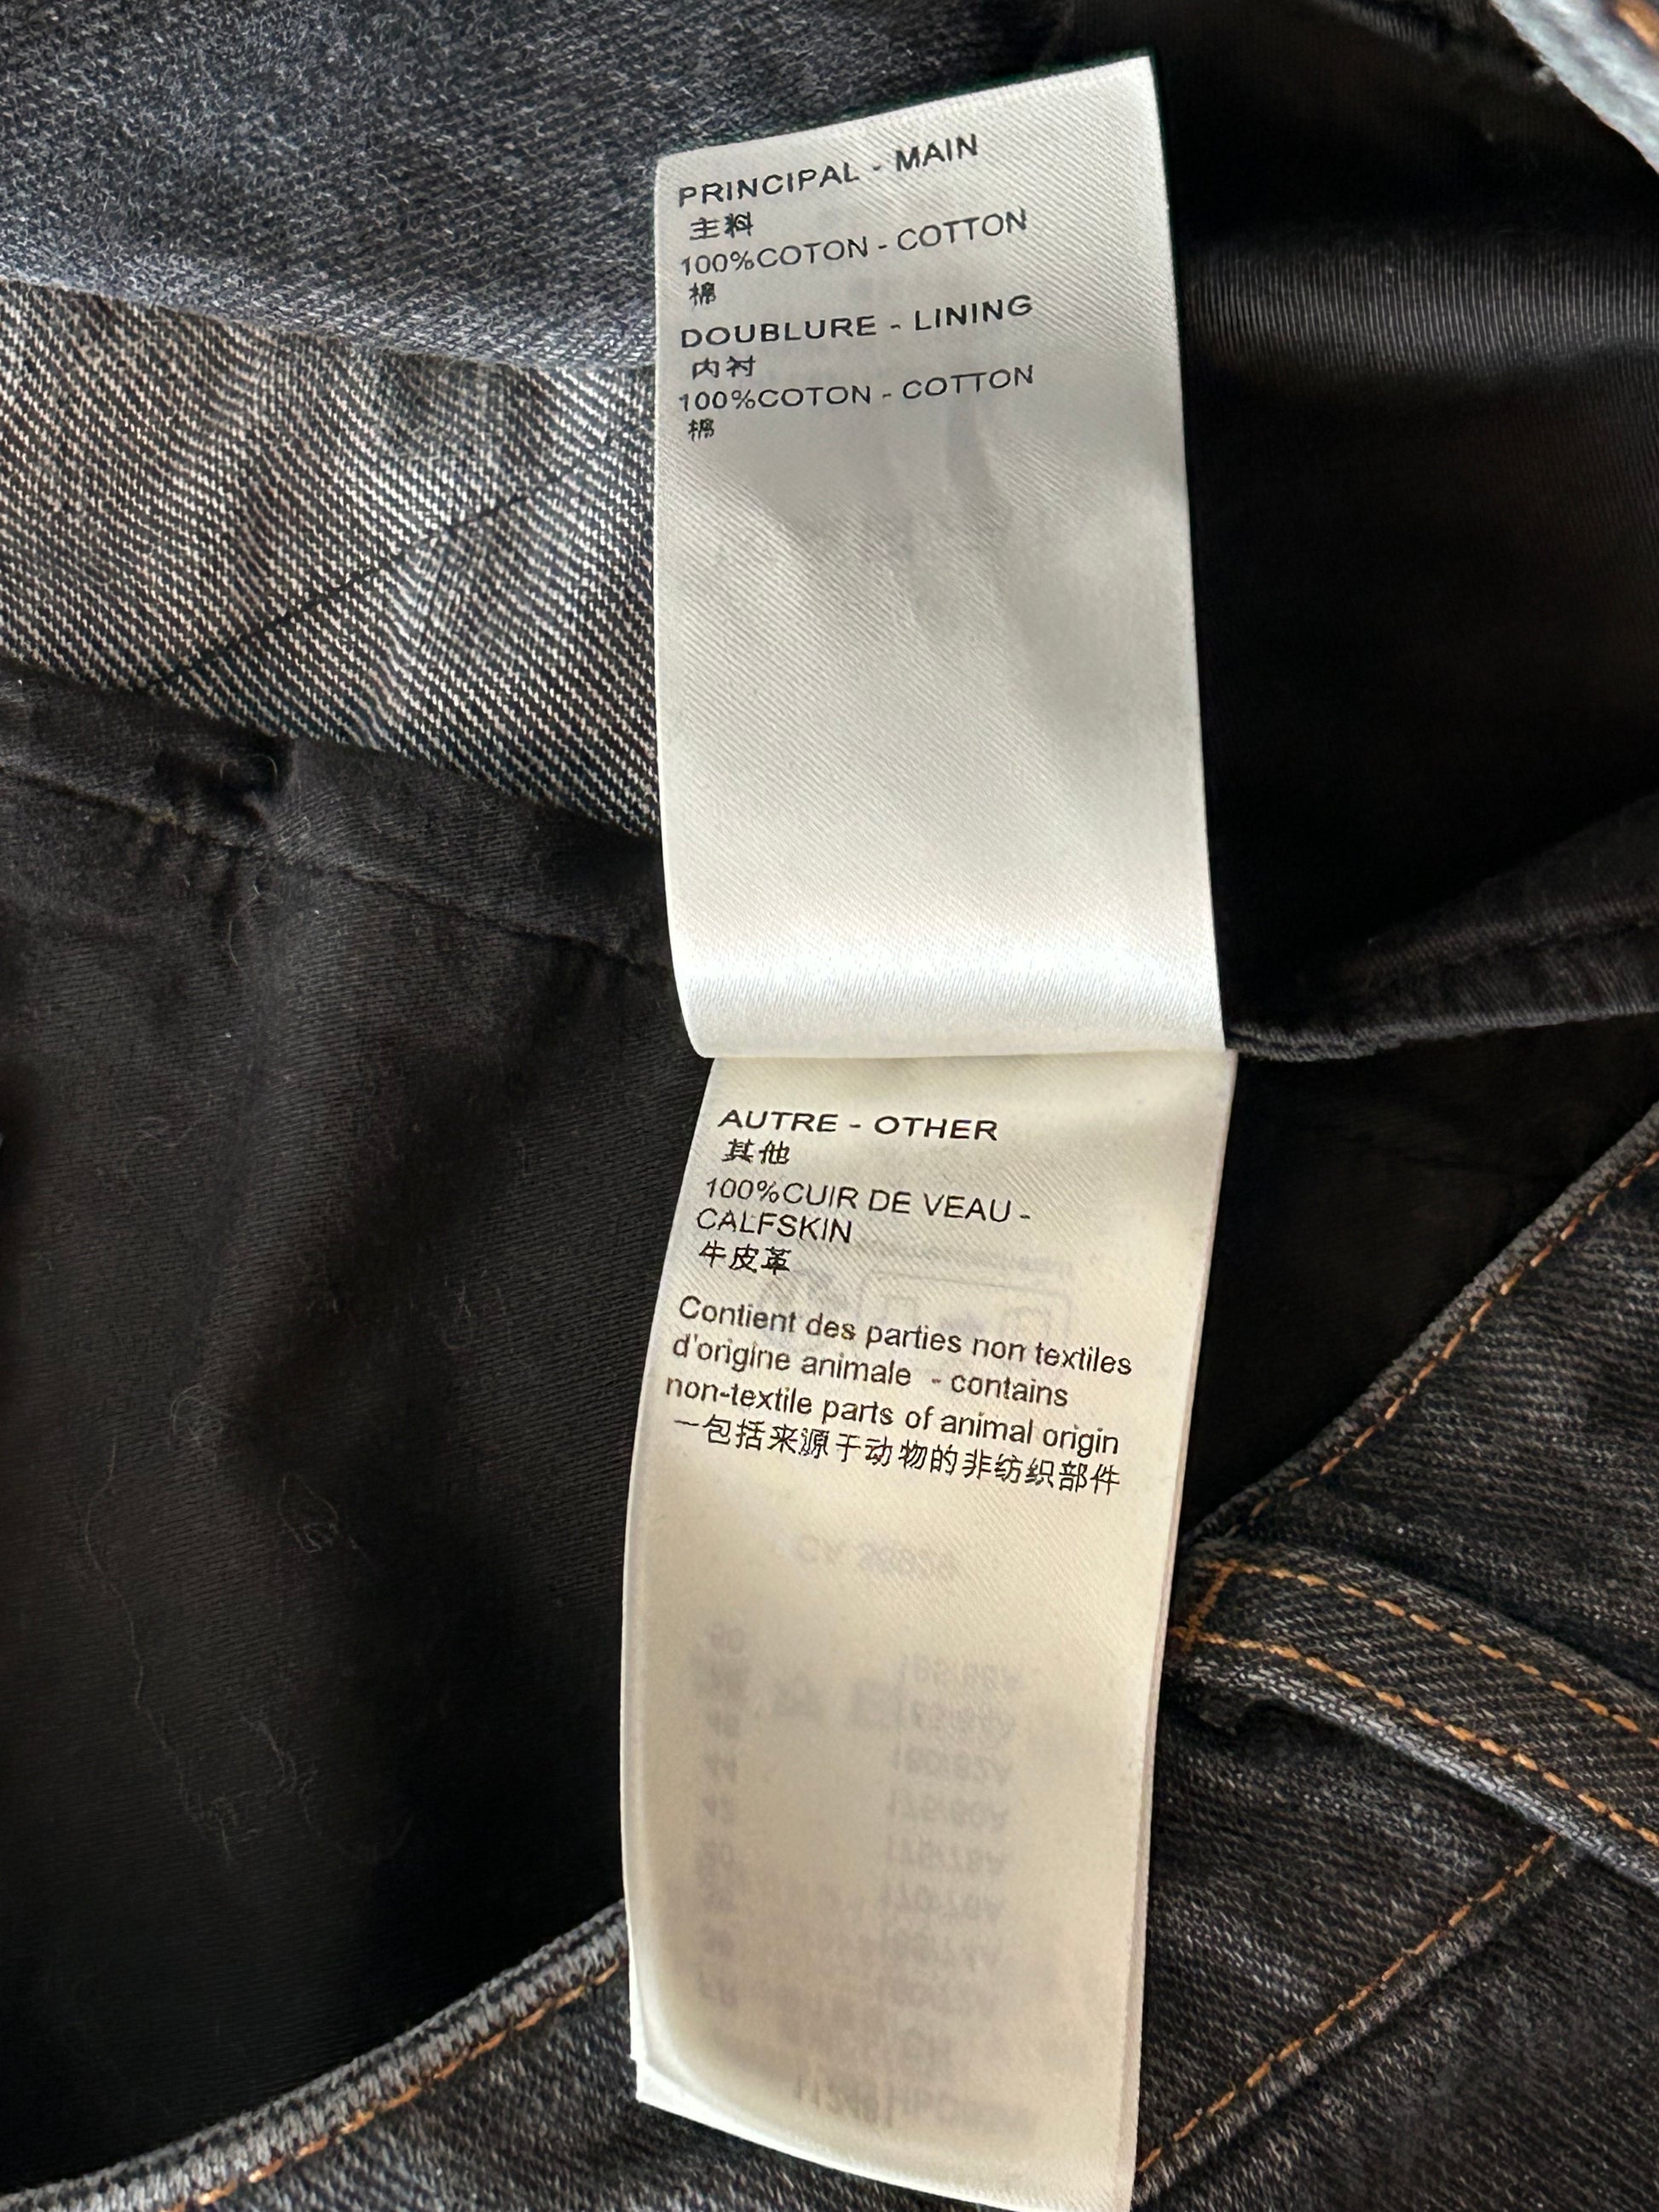 PRINCIPAL - MAIN
主料
100%COTON - COTTON
棉
DOUBLURE - LINING
内衬
100%COTON - COTTON
棉
AUTRE - OTHER
其他
100%CUIR DE VEAU -
CALFSKIN
牛皮革
Contient des parties non textiles
d'origine animale - contains
non-textile parts of animal origin
一包括来源于动物的非纺织部件